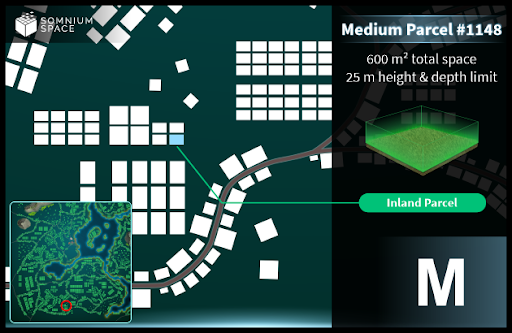 SOMNIUM
SPACE
Medium Parcel #1148
600 m² total space
25 m height & depth limit
Inland Parcel
M